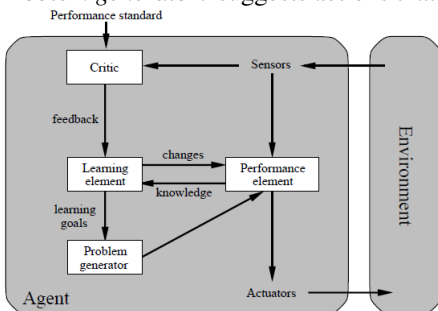 Performance standard
Critic
Sensors
feedback
changes
Learning
element
Performance
element
knowledge
learning
goals
Problem
generator
Agent
Actuators
Environment